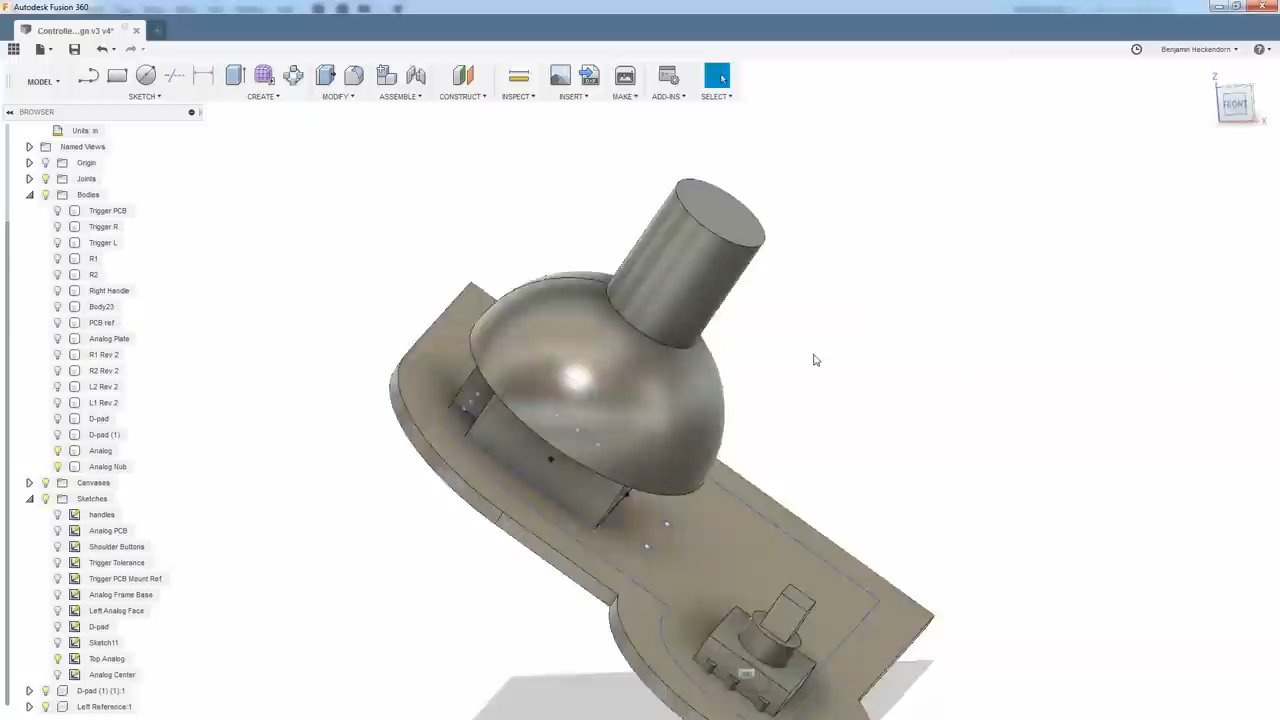 Autodesk Fusion 360
Controlle...gn v3 v4*
Benjamin Heckendorn
MODEL
SKETCH
CREATE
MODIFY
ASSEMBLE
CONSTRUCT
INSPECT
INSERT
MAKE
ADD-INS
SELECT
Z
FRONT
X
BROWSER
Units: in
Named Views
Origin
Joints
Bodies
Trigger PCB
Trigger R
Trigger L
R1
R2
Right Handle
Body23
PCB ref
Analog Plate
R1 Rev 2
R2 Rev 2
L2 Rev 2
L1 Rev 2
D-pad
D-pad (1)
Analog
Analog Nub
Canvases
Sketches
handles
Analog PCB
Shoulder Buttons
Trigger Tolerance
Trigger PCB Mount Ref
Analog Frame Base
Left Analog Face
D-pad
Sketch11
Top Analog
Analog Center
D-pad (1) (1):1
Left Reference:1